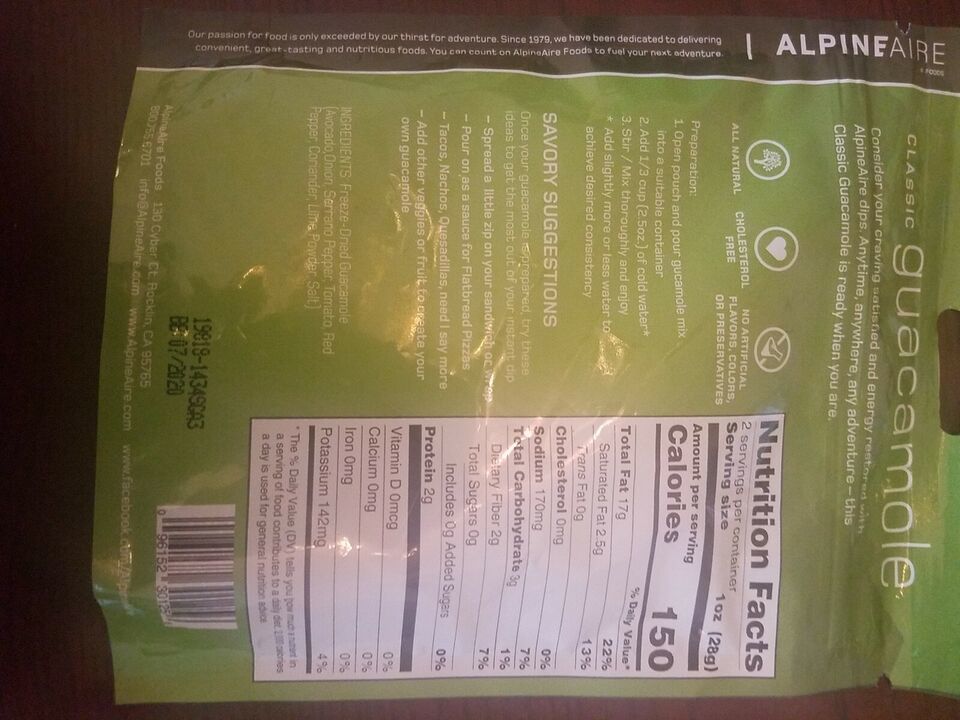 ALPINEAIRE
FOODS
Our passion for food is only exceeded by our thirst for adventure. Since 1979, we have been dedicated to delivering
convenient, great-tasting and nutritious foods. You can count on AlpineAire Foods to fuel your next adventure.
CLASSIC guacamole
Consider your craving satisfied and energy restored with
AlpineAire dips. Anytime, anywhere, any adventure—this
Classic Guacamole is ready when you are.
ALL NATURAL
CHOLESTEROL
FREE
NO ARTIFICIAL
FLAVORS, COLORS,
OR PRESERVATIVES
Preparation:
1. Open pouch and pour gucamole mix
into a suitable container
2. Add 1/3 cup (2.5oz.) of cold water*
3. Stir / Mix thoroughly and enjoy
* Add slightly more or less water to
achieve desired consistency
SAVORY SUGGESTIONS
Once your guacamole is prepared, try these
ideas to get the most out of your instant dip
– Spread a little zip on your sandwich or wrap
– Pour on as a sauce for Flatbread Pizzas
– Tacos, Nachos, Quesadillas, need I say more
– Add other veggies or fruit to create your
own guacamole
INGREDIENTS: Freeze-Dried Guacamole
(Avocado, Onion, Serrano Pepper, Tomato, Red
Pepper, Coriander, Lime Powder, Salt)
Nutrition Facts
2 servings per container
Serving size 1oz (28g)
Amount per serving
Calories 150
% Daily Value*
Total Fat 17g 22%
Saturated Fat 2.5g 13%
Trans Fat 0g
Cholesterol 0mg 0%
Sodium 170mg 7%
Total Carbohydrate 3g 1%
Dietary Fiber 2g 7%
Total Sugars 0g
Includes 0g Added Sugars 0%
Protein 2g
Vitamin D 0mcg 0%
Calcium 0mg 0%
Iron 0mg 0%
Potassium 142mg 4%
* The % Daily Value (DV) tells you how much a nutrient in
a serving of food contributes to a daily diet. 2,000 calories
a day is used for general nutrition advice.
19818-14349CA3
BB 07/2020
AlpineAire Foods 130 Cyber Ct. Rocklin, CA 95765
info@AlpineAire.com www.AlpineAire.com